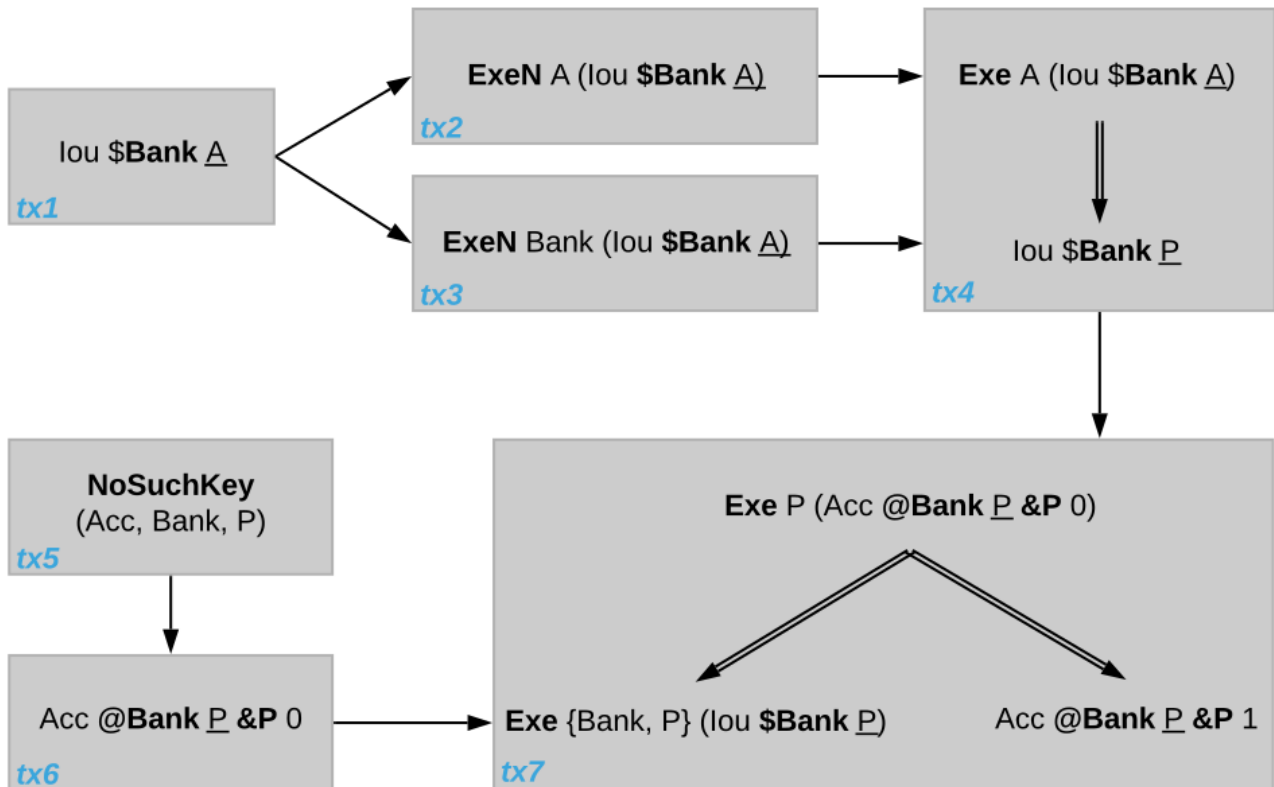 Iou $Bank A
tx1
ExeN A (Iou $Bank A)
tx2
ExeN Bank (Iou $Bank A)
tx3
Exe A (Iou $Bank A)
Iou $Bank P
tx4
NoSuchKey
(Acc, Bank, P)
tx5
Acc @Bank P &P 0
tx6
Exe P (Acc @Bank P &P 0)
Exe {Bank, P} (Iou $Bank P)
Acc @Bank P &P 1
tx7